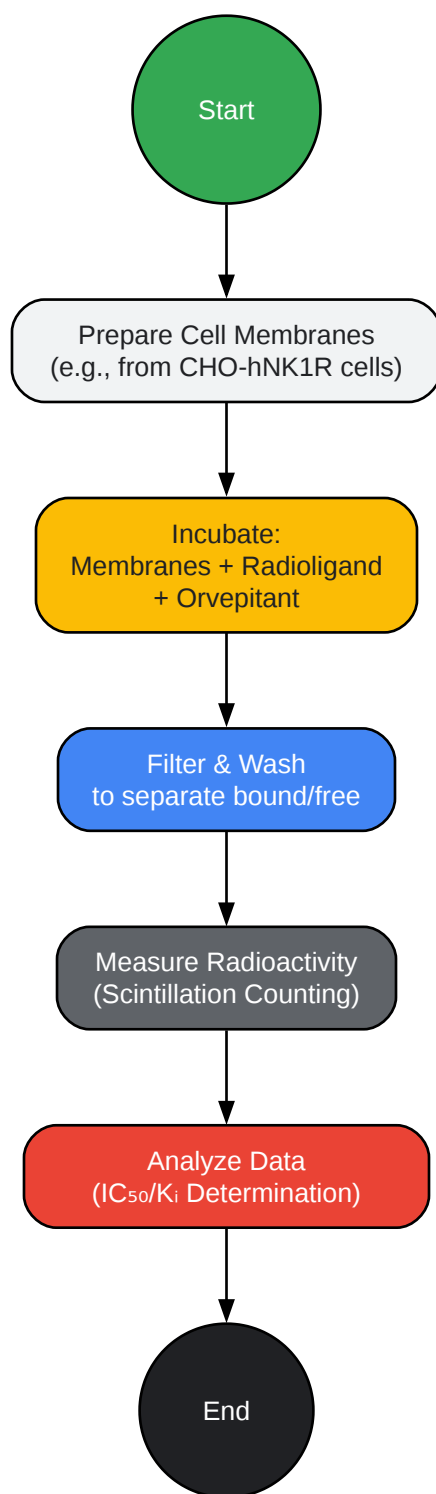 Start
Prepare Cell Membranes
(e.g., from CHO-hNK1R cells)
Incubate:
Membranes + Radioligand
+ Orvepitant
Filter & Wash
to separate bound/free
Measure Radioactivity
(Scintillation Counting)
Analyze Data
(IC₅₀/Kᵢ Determination)
End